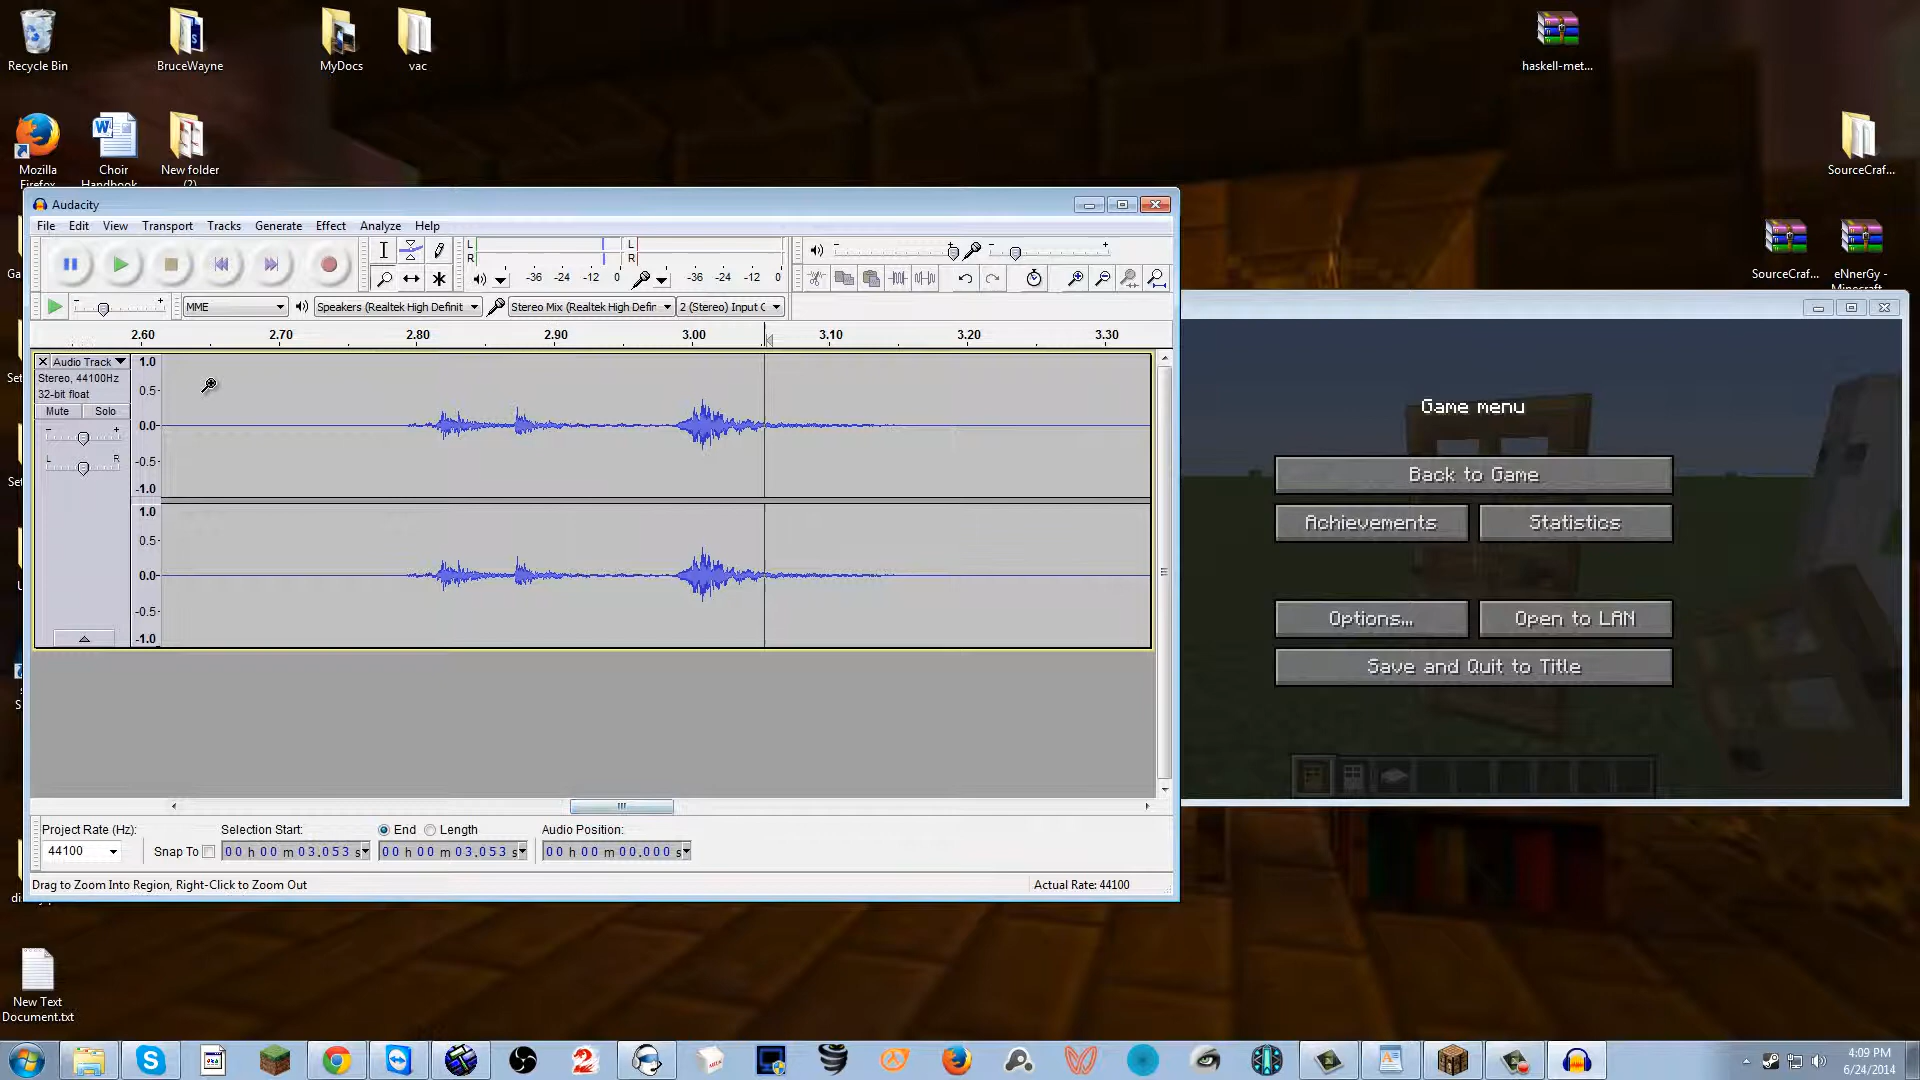 Recycle Bin
BruceWayne
MyDocs
vac
haskell-met...
Mozilla
Firefox
Choir
Handbook
New folder
(2)
SourceCraf...
SourceCraf...
eNnerGy -
Minecraft
Audacity
File Edit View Transport Tracks Generate Effect Analyze Help
L
R
-36 -24 -12 0
L
R
-36 -24 -12 0
MME
Speakers (Realtek High Definit
Stereo Mix (Realtek High Defin
2 (Stereo) Input C
2.60 2.70 2.80 2.90 3.00 3.10 3.20 3.30
Audio Track
Stereo, 44100Hz
32-bit float
Mute Solo
- +
L R
1.0
0.5
0.0
-0.5
-1.0
1.0
0.5
0.0
-0.5
-1.0
Project Rate (Hz):
44100
Snap To
Selection Start:
00 h 00 m 03.053 s
End Length
00 h 00 m 03.053 s
Audio Position:
00 h 00 m 00.000 s
Drag to Zoom Into Region, Right-Click to Zoom Out
Actual Rate: 44100
Game menu
Back to Game
Achievements
Statistics
Options...
Open to LAN
Save and Quit to Title
New Text
Document.txt
4:09 PM
6/24/2014